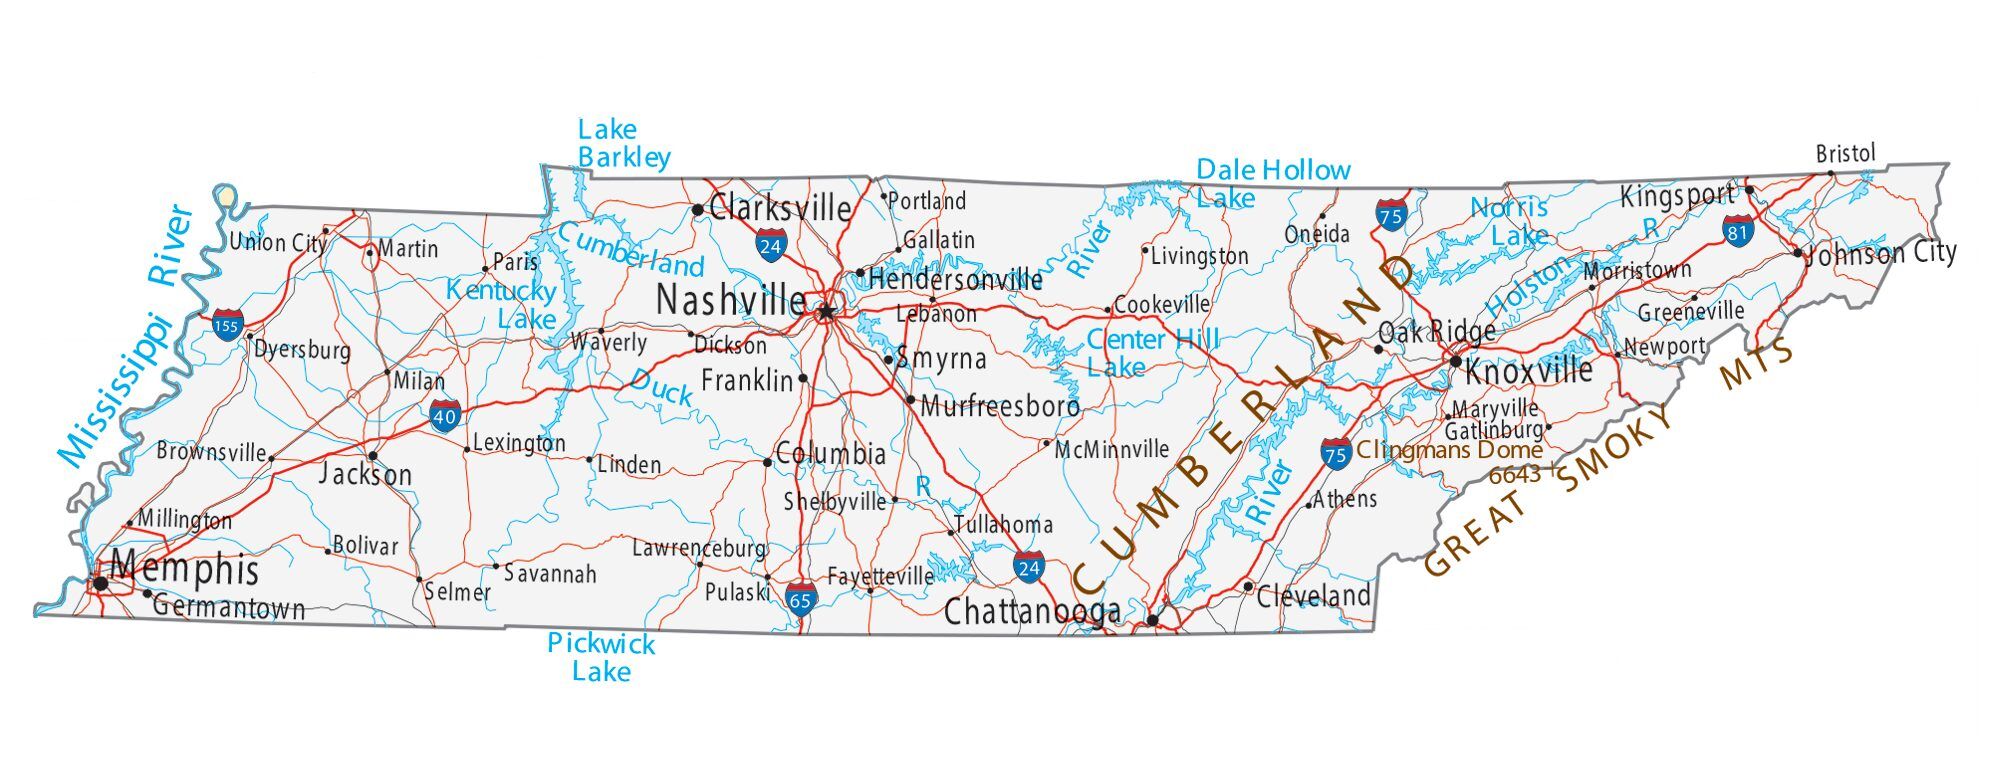 Lake
Barkley
Dale Hollow
Lake
Bristol
Mississippi River
Union City
Martin
Paris
Kentucky
Lake
Cumberland
Clarksville
24
Portland
Gallatin
Hendersonville
River
Livingston
Oneida
75
Norris
Lake
Kingsport
R
81
Johnson City
Nashville
Lebanon
Cookeville
Center Hill
Lake
Holston
Morristown
Greeneville
Newport
155
Dyersburg
Milan
Waverly
Dickson
Franklin
Smyrna
Murfreesboro
Duck
Oak Ridge
Knoxville
Maryville
Gatlinburg
Clingmans Dome
6643
Mississippi
40
Brownsville
Jackson
Lexington
Linden
Columbia
Shelbyville
R
McMinnville
CUMBERLAND
River
75
Athens
GREAT SMOKY MTS
Millington
Memphis
Germantown
Bolivar
Selmer
Savannah
Lawrenceburg
Pulaski
65
Fayetteville
Tullahoma
24
Chattanooga
Cleveland
Pickwick
Lake